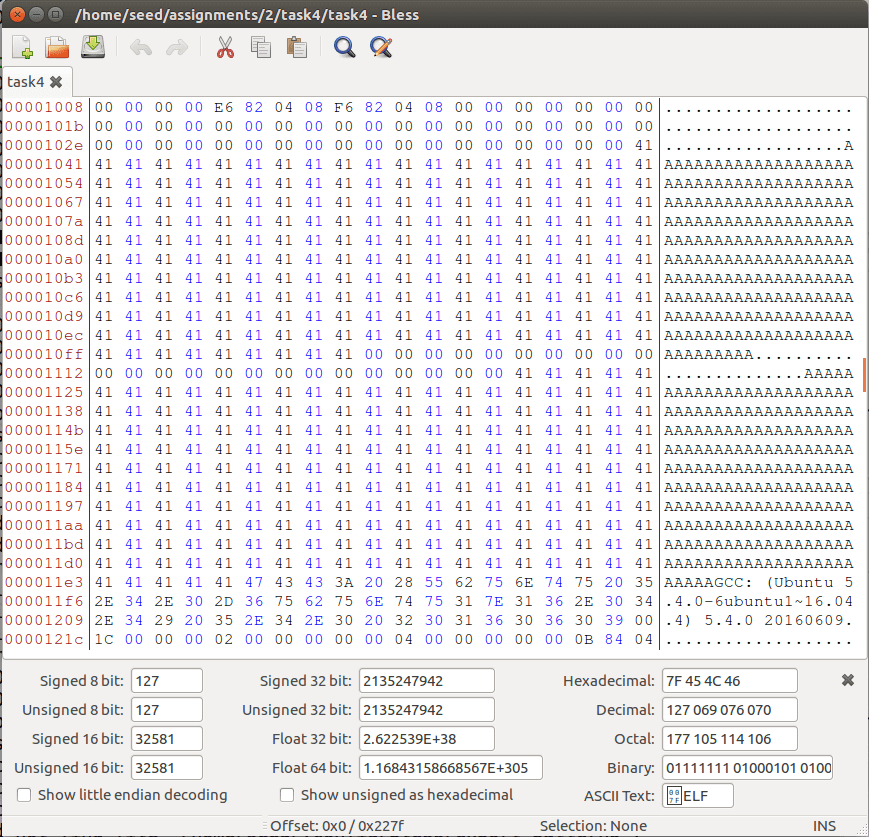 /home/seed/assignments/2/task4/task4 - Bless
task4
00001008 00 00 00 00 E6 82 04 08 F6 82 04 08 00 00 00 00 00 00 00 ...................
0000101b 00 00 00 00 00 00 00 00 00 00 00 00 00 00 00 00 00 00 00 ...................
0000102e 00 00 00 00 00 00 00 00 00 00 00 00 00 00 00 00 00 00 41 ..................A
00001041 41 41 41 41 41 41 41 41 41 41 41 41 41 41 41 41 41 41 41 AAAAAAAAAAAAAAAAAAA
00001054 41 41 41 41 41 41 41 41 41 41 41 41 41 41 41 41 41 41 41 AAAAAAAAAAAAAAAAAAA
00001067 41 41 41 41 41 41 41 41 41 41 41 41 41 41 41 41 41 41 41 AAAAAAAAAAAAAAAAAAA
0000107a 41 41 41 41 41 41 41 41 41 41 41 41 41 41 41 41 41 41 41 AAAAAAAAAAAAAAAAAAA
0000108d 41 41 41 41 41 41 41 41 41 41 41 41 41 41 41 41 41 41 41 AAAAAAAAAAAAAAAAAAA
000010a0 41 41 41 41 41 41 41 41 41 41 41 41 41 41 41 41 41 41 41 AAAAAAAAAAAAAAAAAAA
000010b3 41 41 41 41 41 41 41 41 41 41 41 41 41 41 41 41 41 41 41 AAAAAAAAAAAAAAAAAAA
000010c6 41 41 41 41 41 41 41 41 41 41 41 41 41 41 41 41 41 41 41 AAAAAAAAAAAAAAAAAAA
000010d9 41 41 41 41 41 41 41 41 41 41 41 41 41 41 41 41 41 41 41 AAAAAAAAAAAAAAAAAAA
000010ec 41 41 41 41 41 41 41 41 41 41 41 41 41 41 41 41 41 41 41 AAAAAAAAAAAAAAAAAAA
000010ff 41 41 41 41 41 41 41 41 41 00 00 00 00 00 00 00 00 00 00 AAAAAAAAA..........
00001112 00 00 00 00 00 00 00 00 00 00 00 00 00 00 41 41 41 41 41 ..............AAAAA
00001125 41 41 41 41 41 41 41 41 41 41 41 41 41 41 41 41 41 41 41 AAAAAAAAAAAAAAAAAAA
00001138 41 41 41 41 41 41 41 41 41 41 41 41 41 41 41 41 41 41 41 AAAAAAAAAAAAAAAAAAA
0000114b 41 41 41 41 41 41 41 41 41 41 41 41 41 41 41 41 41 41 41 AAAAAAAAAAAAAAAAAAA
0000115e 41 41 41 41 41 41 41 41 41 41 41 41 41 41 41 41 41 41 41 AAAAAAAAAAAAAAAAAAA
00001171 41 41 41 41 41 41 41 41 41 41 41 41 41 41 41 41 41 41 41 AAAAAAAAAAAAAAAAAAA
00001184 41 41 41 41 41 41 41 41 41 41 41 41 41 41 41 41 41 41 41 AAAAAAAAAAAAAAAAAAA
00001197 41 41 41 41 41 41 41 41 41 41 41 41 41 41 41 41 41 41 41 AAAAAAAAAAAAAAAAAAA
000011aa 41 41 41 41 41 41 41 41 41 41 41 41 41 41 41 41 41 41 41 AAAAAAAAAAAAAAAAAAA
000011bd 41 41 41 41 41 41 41 41 41 41 41 41 41 41 41 41 41 41 41 AAAAAAAAAAAAAAAAAAA
000011d0 41 41 41 41 41 41 41 41 41 41 41 41 41 41 41 41 41 41 41 AAAAAAAAAAAAAAAAAAA
000011e3 41 41 41 41 41 47 43 43 3A 20 28 55 62 75 6E 74 75 20 35 AAAAAGCC: (Ubuntu 5
000011f6 2E 34 2E 30 2D 36 75 62 75 6E 74 75 31 7E 31 36 2E 30 34 .4.0-6ubuntu1~16.04
00001209 2E 34 29 20 35 2E 34 2E 30 20 32 30 31 36 30 36 30 39 00 .4) 5.4.0 20160609.
0000121c 1C 00 00 00 02 00 00 00 00 00 04 00 00 00 00 00 0B 84 04 ...................
Signed 8 bit: 127 Signed 32 bit: 2135247942 Hexadecimal: 7F 45 4C 46
Unsigned 8 bit: 127 Unsigned 32 bit: 2135247942 Decimal: 127 069 076 070
Signed 16 bit: 32581 Float 32 bit: 2.622539E+38 Octal: 177 105 114 106
Unsigned 16 bit: 32581 Float 64 bit: 1.16843158668567E+305 Binary: 01111111 01000101 0100
Show little endian decoding Show unsigned as hexadecimal ASCII Text: ELF
Offset: 0x0 / 0x227f Selection: None INS